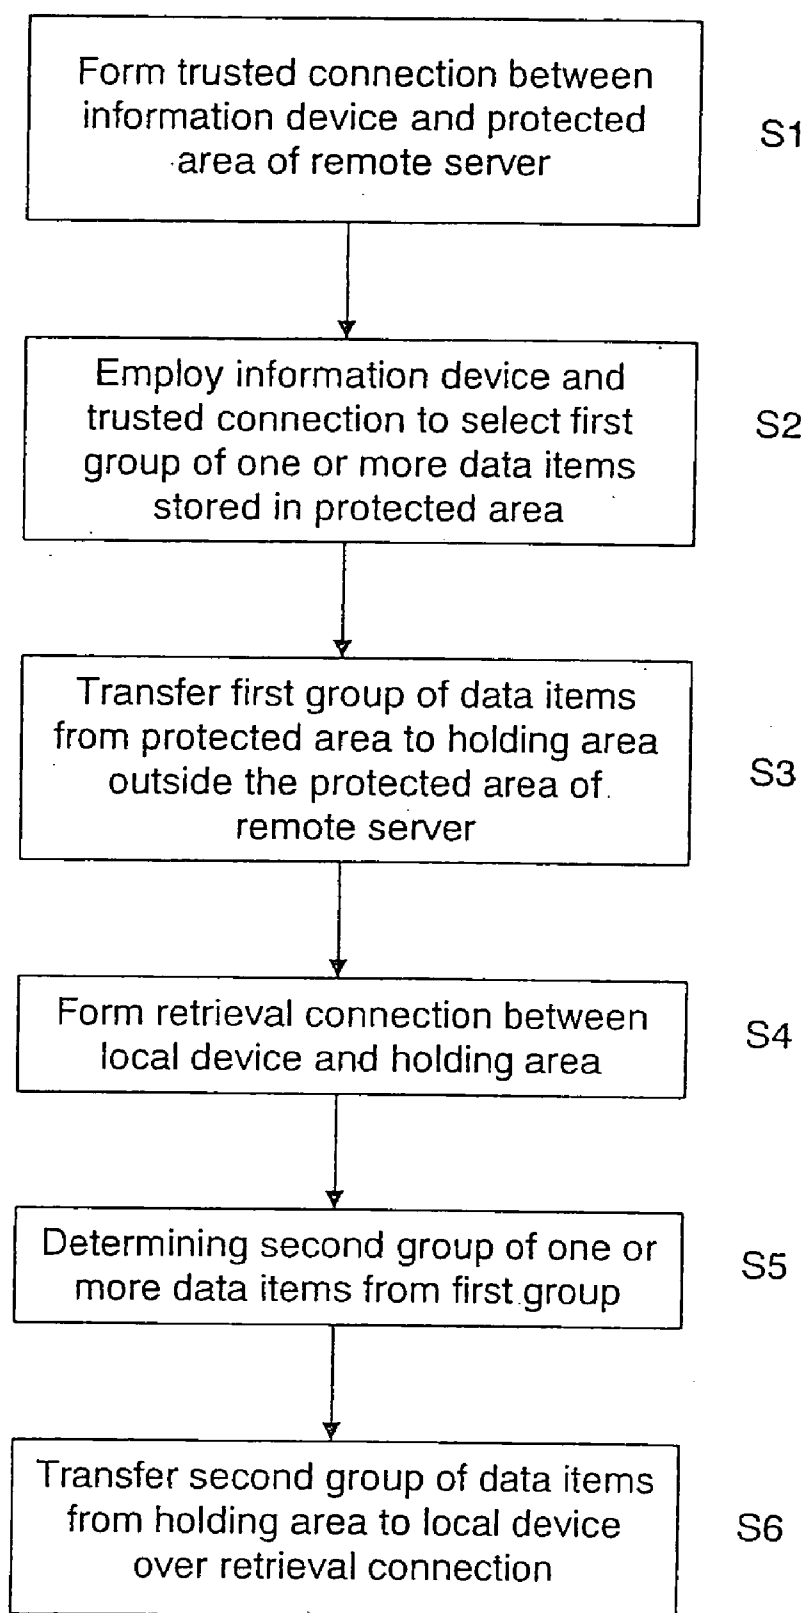 Form trusted connection between
information device and protected
area of remote server
S1
Employ information device and
trusted connection to select first
group of one or more data items
stored in protected area
S2
Transfer first group of data items
from protected area to holding area
outside the protected area of
remote server
S3
Form retrieval connection between
local device and holding area
S4
Determining second group of one or
more data items from first group
S5
Transfer second group of data items
from holding area to local device
over retrieval connection
S6